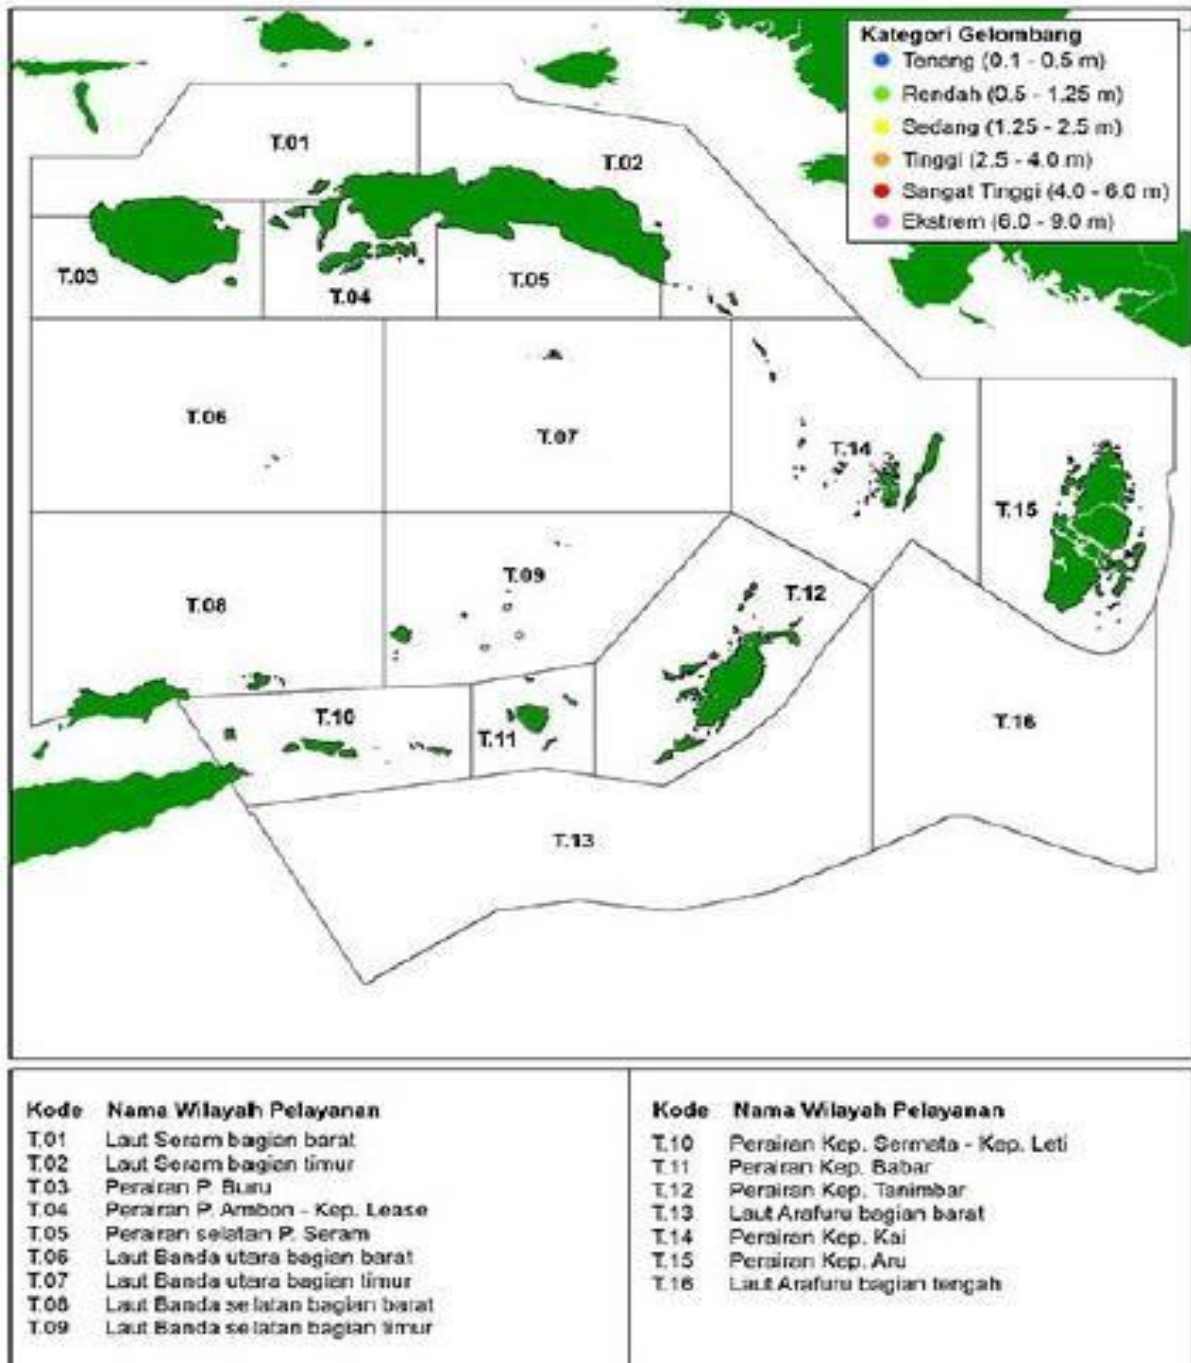 Kategori Gelombang
Tenang (0.1 - 0.5 m)
Rendah (0.5 - 1.25 m)
Sedang (1.25 - 2.5 m)
Tinggi (2.5 - 4.0 m)
Sangat Tinggi (4.0 - 6.0 m)
Ekstrem (6.0 - 9.0 m)
T.01
T.02
T.03
T.04
T.05
T.06
T.07
T.14
T.15
T.08
T.09
T.12
T.10
T.11
T.16
T.13
Kode Nama Wilayah Pelayanan
T.01 Laut Seram bagian barat
T.02 Laut Seram bagian timur
T.03 Perairan P. Buru
T.04 Perairan P. Ambon - Kep. Lease
T.05 Perairan selatan P. Seram
T.06 Laut Banda utara bagian barat
T.07 Laut Banda utara bagian timur
T.08 Laut Banda selatan bagian barat
T.09 Laut Banda selatan bagian timur
Kode Nama Wilayah Pelayanan
T.10 Perairan Kep. Sermata - Kep. Leti
T.11 Perairan Kep. Babar
T.12 Perairan Kep. Tanimbar
T.13 Laut Arafuru bagian barat
T.14 Perairan Kep. Kai
T.15 Perairan Kep. Aru
T.16 Laut Arafuru bagian tengah